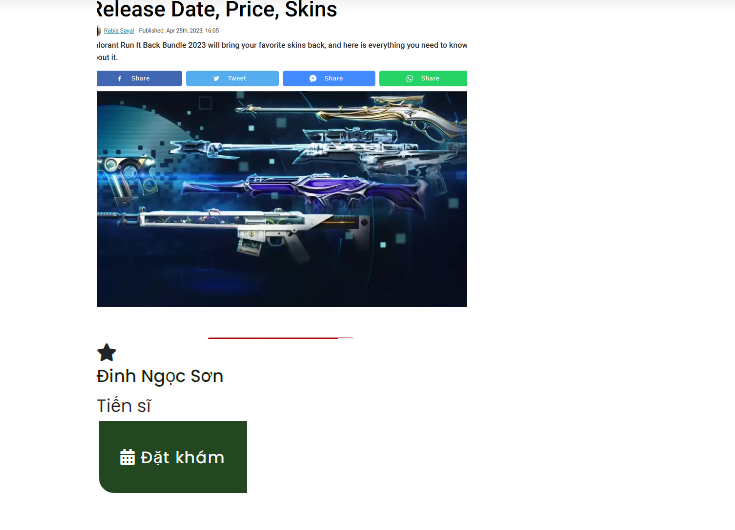 Release Date, Price, Skins
Rabia Sayal Published: Apr 25th, 2023, 16:05
alorant Run It Back Bundle 2023 will bring your favorite skins back, and here is everything you need to know
out it.
Share Tweet Share Share
Đinh Ngọc Sơn
Tiến sĩ
Đặt khám